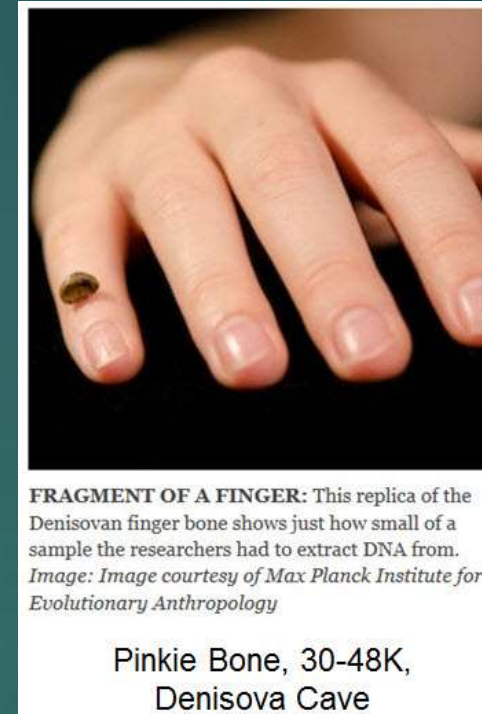 FRAGMENT OF A FINGER: This replica of the
Denisovan finger bone shows just how small of a
sample the researchers had to extract DNA from.
Image: Image courtesy of Max Planck Institute for
Evolutionary Anthropology
Pinkie Bone, 30-48K,
Denisova Cave